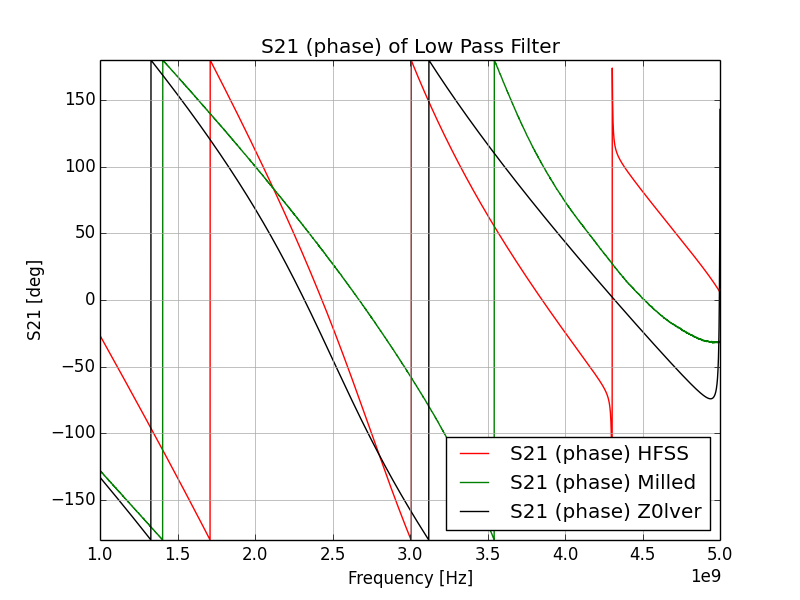 S21 (phase) of Low Pass Filter
150
100
50
0
−50
−100
−150
S21 [deg]
S21 (phase) HFSS
S21 (phase) Milled
S21 (phase) Z0lver
1.0 1.5 2.0 2.5 3.0 3.5 4.0 4.5 5.0
Frequency [Hz]
1e9